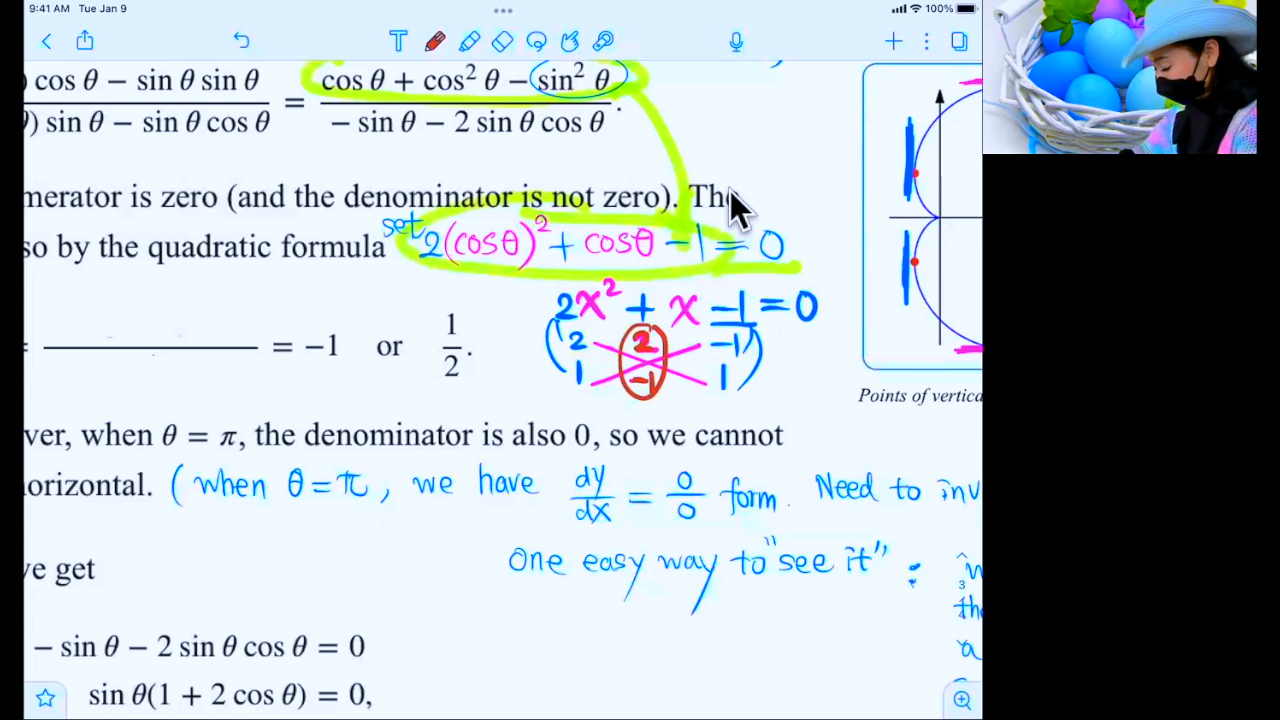 9:41 AM Tue Jan 9
100%
) cos θ − sin θ sin θ / ) sin θ − sin θ cos θ = cos θ + cos² θ − sin² θ / − sin θ − 2 sin θ cos θ .
merator is zero (and the denominator is not zero). Th
so by the quadratic formula set 2(cosθ)² + cosθ − 1 = 0
2x² + x − 1 = 0
(2 2 −1)
(1 −1 1)
= ―――― = −1 or 1/2.
Points of vertica
ver, when θ = π, the denominator is also 0, so we cannot
orizontal. (when θ = π, we have dy/dx = 0/0 form. Need to inv
One easy way to "see it" :
ve get
the
a
− sin θ − 2 sin θ cos θ = 0
sin θ(1 + 2 cos θ) = 0,